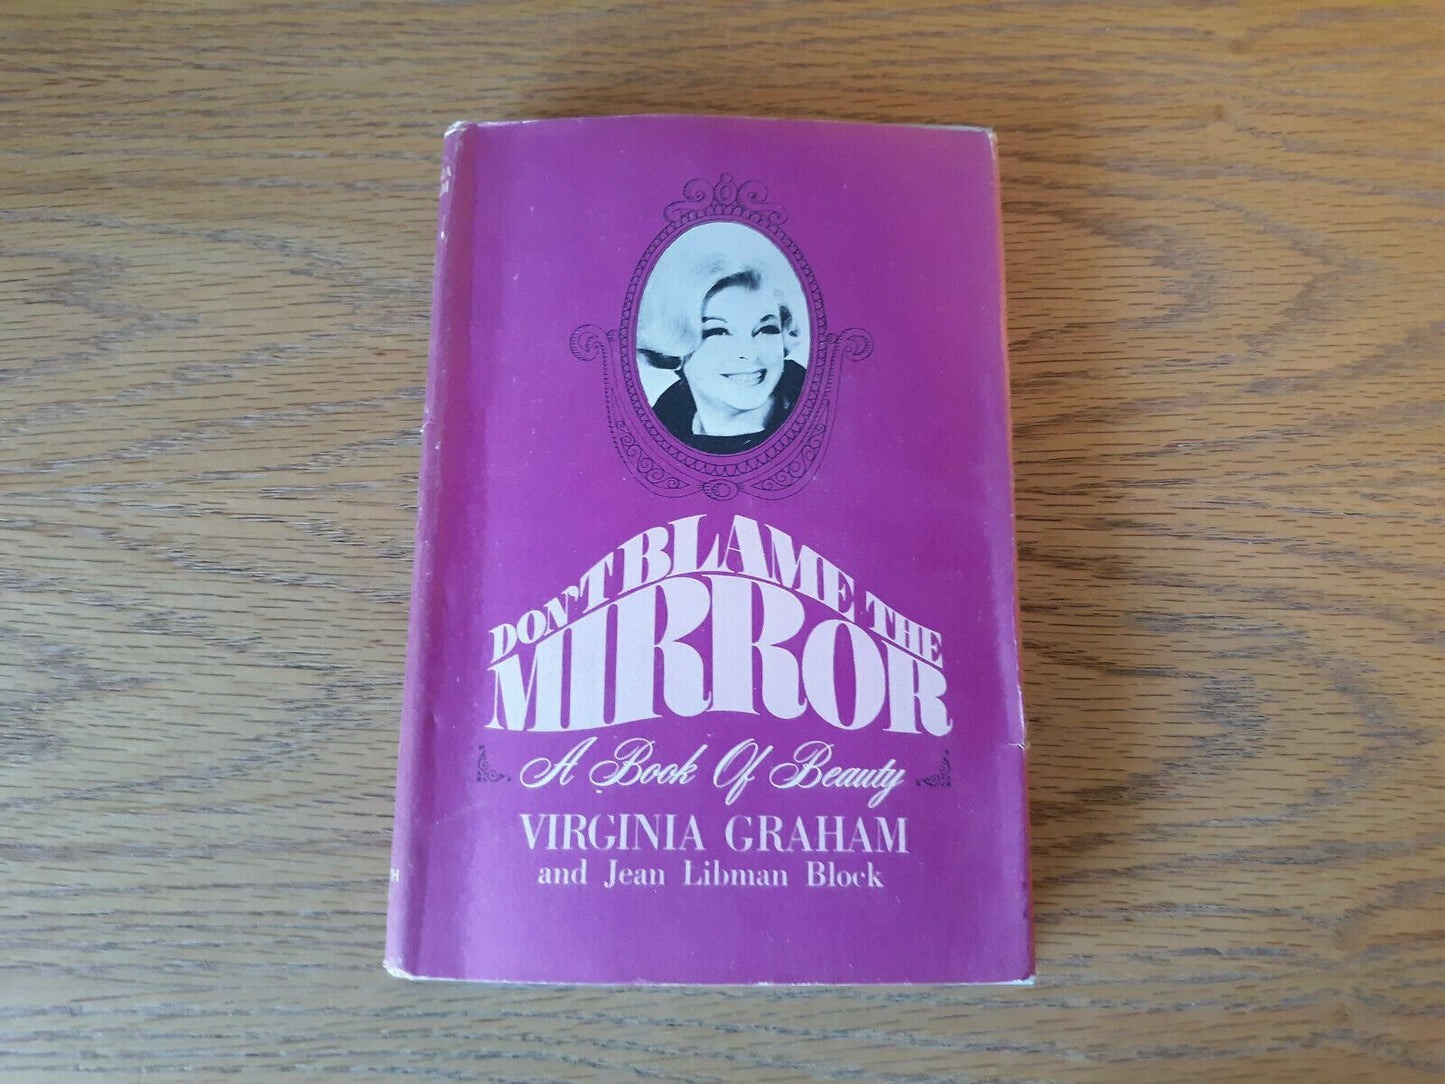 DON'T BLAME THE
MIRROR
A Book Of Beauty
VIRGINIA GRAHAM
and Jean Libman Block